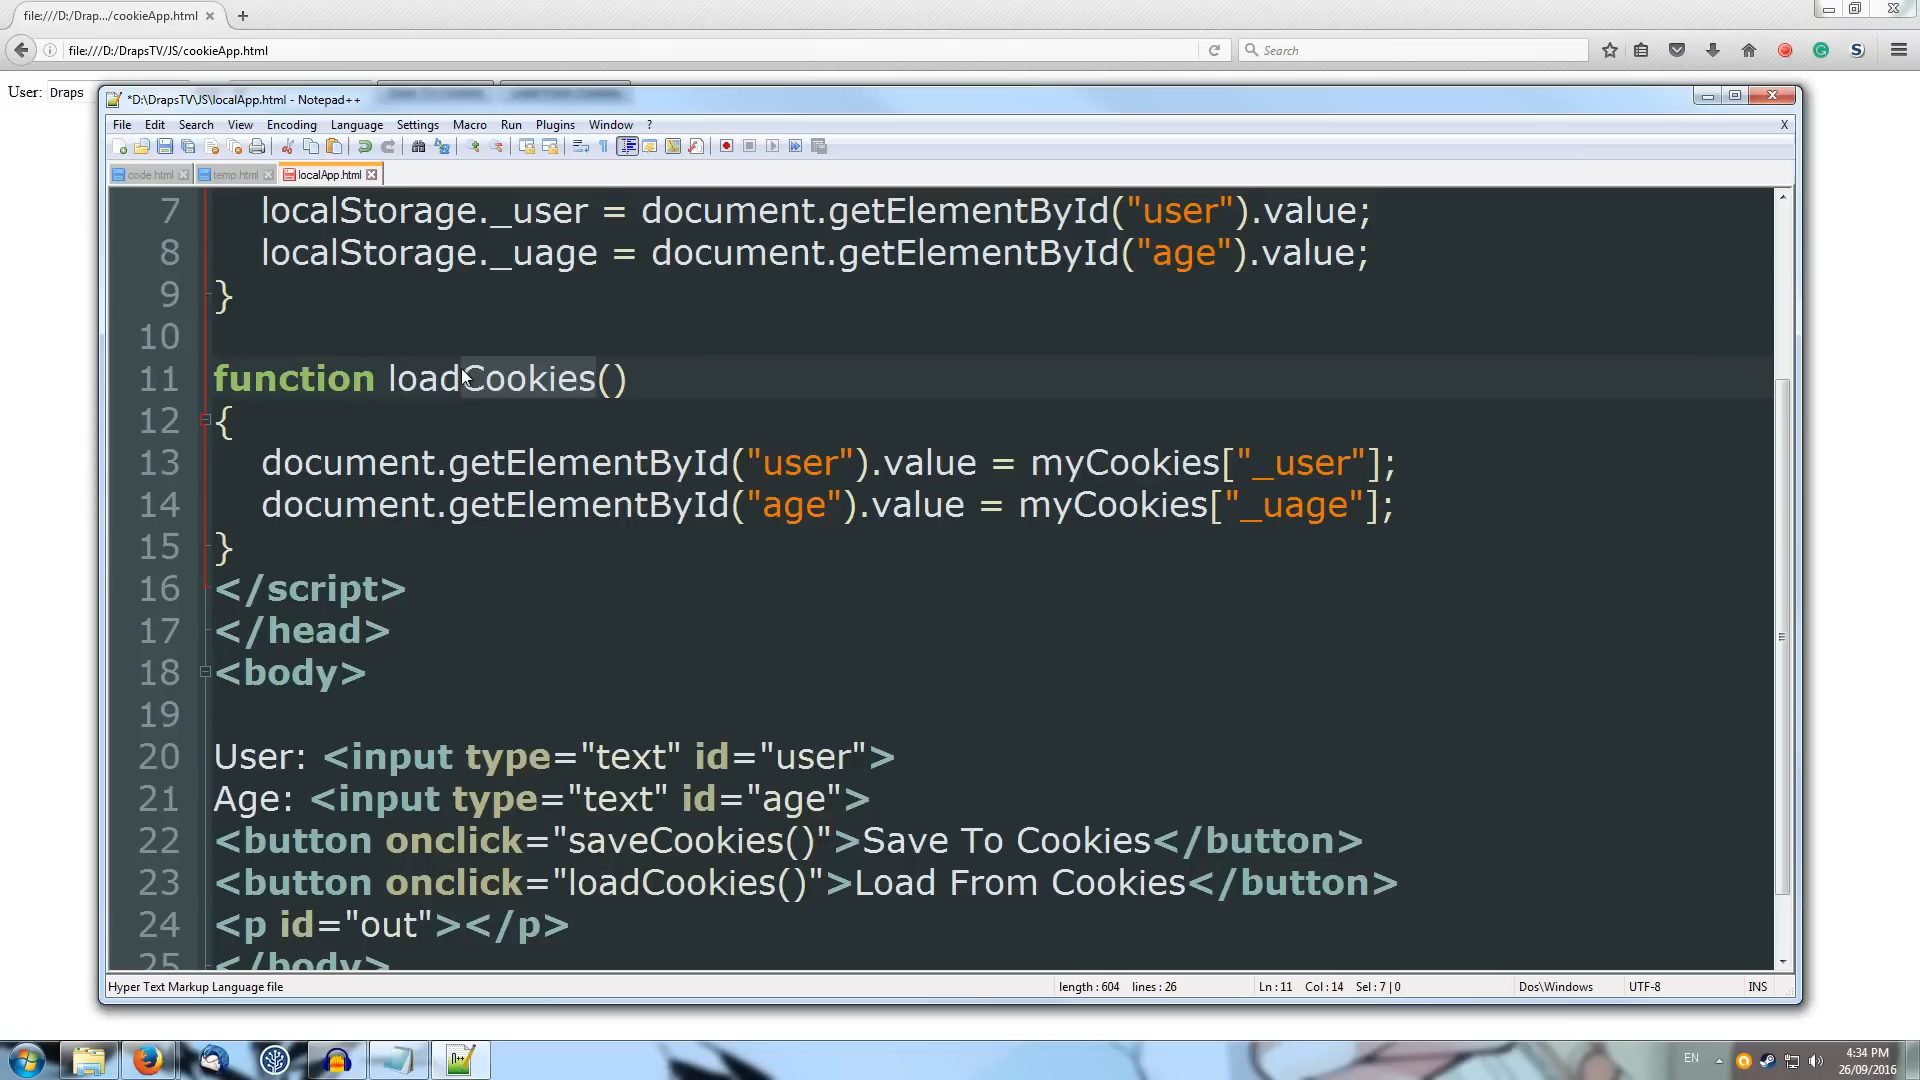 file:///D:/Drap.../cookieApp.html
file:///D:/DrapsTV/JS/cookieApp.html
Search
User: Draps
*D:\DrapsTV\JS\localApp.html - Notepad++
File Edit Search View Encoding Language Settings Macro Run Plugins Window ? X
code.html temp.html localApp.html
7 localStorage._user = document.getElementById("user").value;
8 localStorage._uage = document.getElementById("age").value;
9 }
10
11 function loadCookies()
12 {
13 document.getElementById("user").value = myCookies["_user"];
14 document.getElementById("age").value = myCookies["_uage"];
15 }
16 </script>
17 </head>
18 <body>
19
20 User: <input type="text" id="user">
21 Age: <input type="text" id="age">
22 <button onclick="saveCookies()">Save To Cookies</button>
23 <button onclick="loadCookies()">Load From Cookies</button>
24 <p id="out"></p>
25 </body>
Hyper Text Markup Language file length : 604 lines : 26 Ln : 11 Col : 14 Sel : 7 | 0 Dos\Windows UTF-8 INS
EN 4:34 PM
26/09/2016